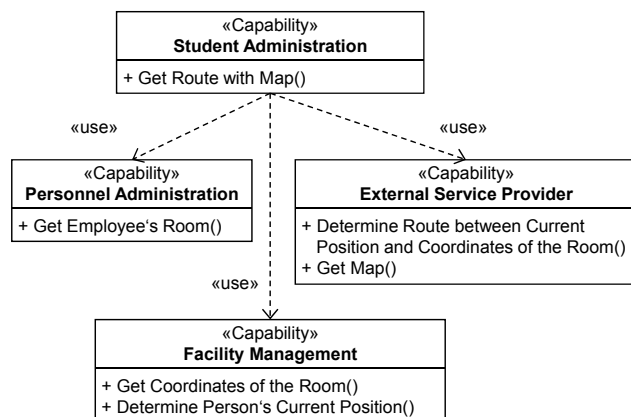 «Capability»
Student Administration
+ Get Route with Map()
«use»
«use»
«Capability»
Personnel Administration
+ Get Employee‘s Room()
«Capability»
External Service Provider
+ Determine Route between Current
Position and Coordinates of the Room()
+ Get Map()
«use»
«Capability»
Facility Management
+ Get Coordinates of the Room()
+ Determine Person‘s Current Position()